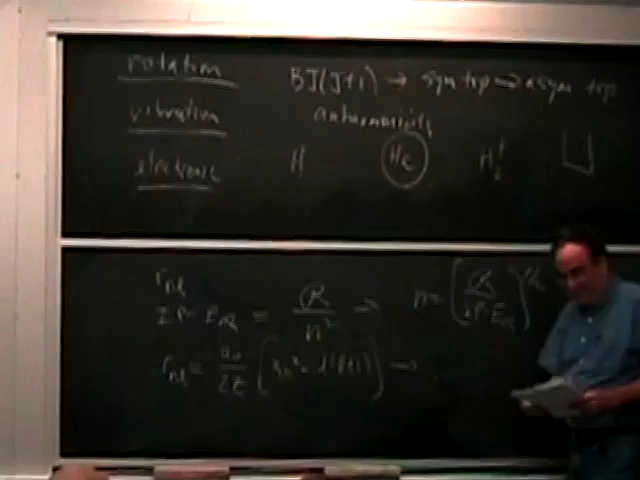 rotation BJ(J+1) → sym top → asym top
vibration anharmonicity
electronic H He H₂⁺
r_nl
IP - E_nl = ℛ/n² → n = [ℛ/(IP - E_nl)]^1/2
r_nl = a₀/2Z [3n² - l(l+1)] →